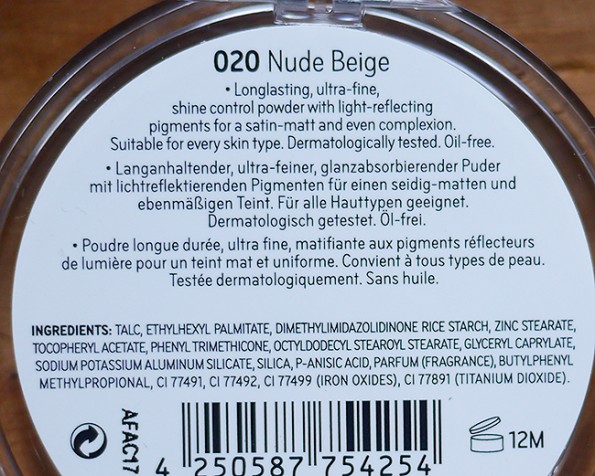 020 Nude Beige
• Longlasting, ultra-fine,
shine control powder with light-reflecting
pigments for a satin-matt and even complexion.
Suitable for every skin type. Dermatologically tested. Oil-free.
• Langanhaltender, ultra-feiner, glanzabsorbierender Puder
mit lichtreflektierenden Pigmenten für einen seidig-matten und
ebenmäßigen Teint. Für alle Hauttypen geeignet.
Dermatologisch getestet. Öl-frei.
• Poudre longue durée, ultra fine, matifiante aux pigments réflecteurs
de lumière pour un teint mat et uniforme. Convient à tous types de peau.
Testée dermatologiquement. Sans huile.
INGREDIENTS: TALC, ETHYLHEXYL PALMITATE, DIMETHYLIMIDAZOLIDINONE RICE STARCH, ZINC STEARATE,
TOCOPHERYL ACETATE, PHENYL TRIMETHICONE, OCTYLDODECYL STEAROYL STEARATE, GLYCERYL CAPRYLATE,
SODIUM POTASSIUM ALUMINUM SILICATE, SILICA, P-ANISIC ACID, PARFUM (FRAGRANCE), BUTYLPHENYL
METHYLPROPIONAL, CI 77491, CI 77492, CI 77499 (IRON OXIDES), CI 77891 (TITANIUM DIOXIDE).
AFAC17
12M
4 250587 754254